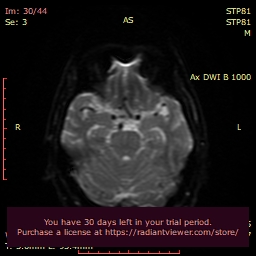 Im: 30/44
STP81
Se: 3
AS
STP81
M
Ax DWI B 1000
R
L
You have 30 days left in your trial period.
Purchase a license at https://radiantviewer.com/store/